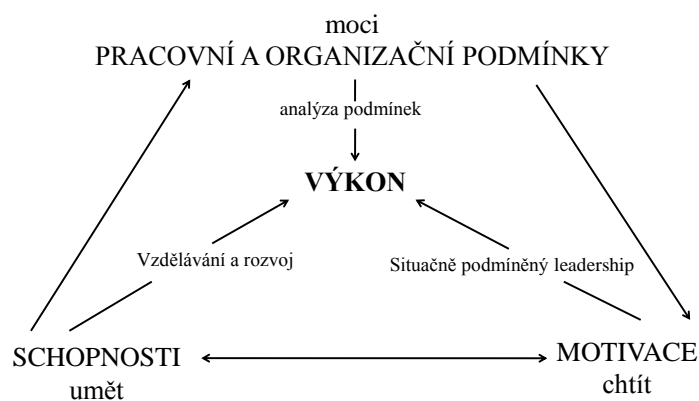 moci
PRACOVNÍ A ORGANIZAČNÍ PODMÍNKY
analýza podmínek
VÝKON
Vzdělávání a rozvoj
Situačně podmíněný leadership
SCHOPNOSTI
umět
MOTIVACE
chtít